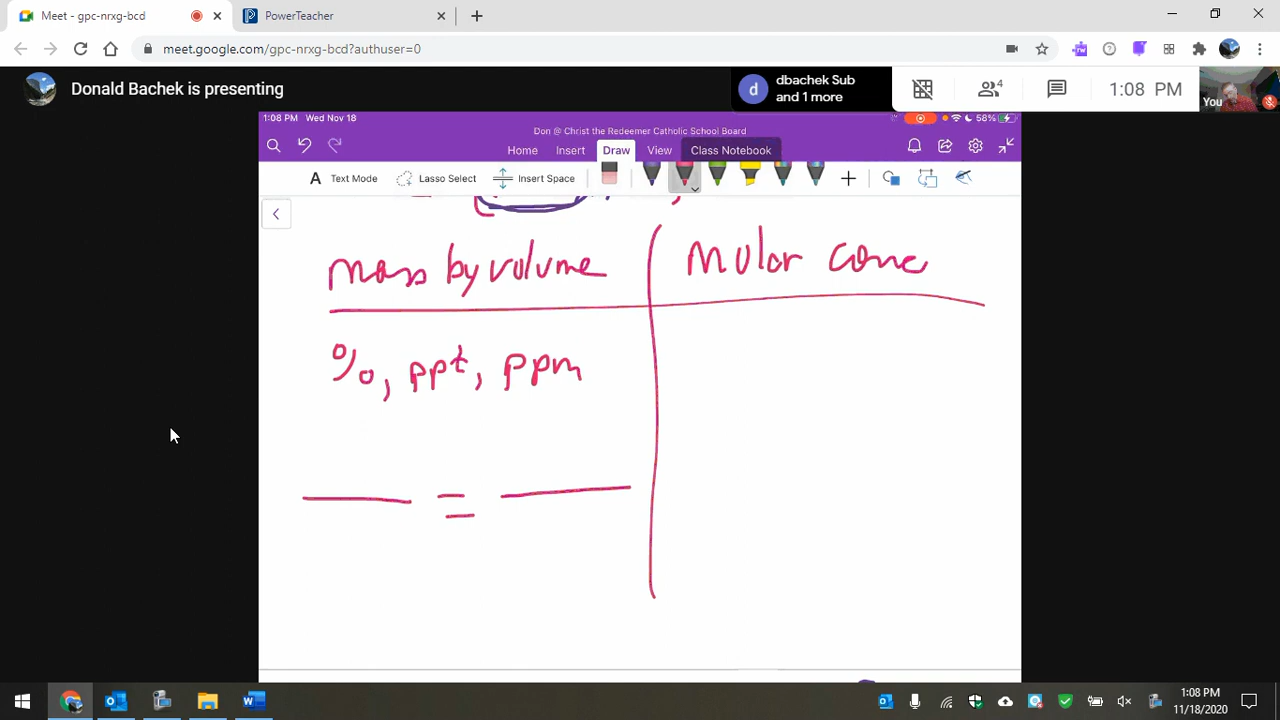 Meet - gpc-nrxg-bcd
PowerTeacher
meet.google.com/gpc-nrxg-bcd?authuser=0
Donald Bachek is presenting
dbachek Sub
and 1 more
d
4
1:08 PM
You
1:08 PM Wed Nov 18
58%
Don @ Christ the Redeemer Catholic School Board
Home Insert Draw View Class Notebook
A Text Mode Lasso Select Insert Space
mass by volume
Molar conc
%, ppt, ppm
=
1:08 PM
11/18/2020